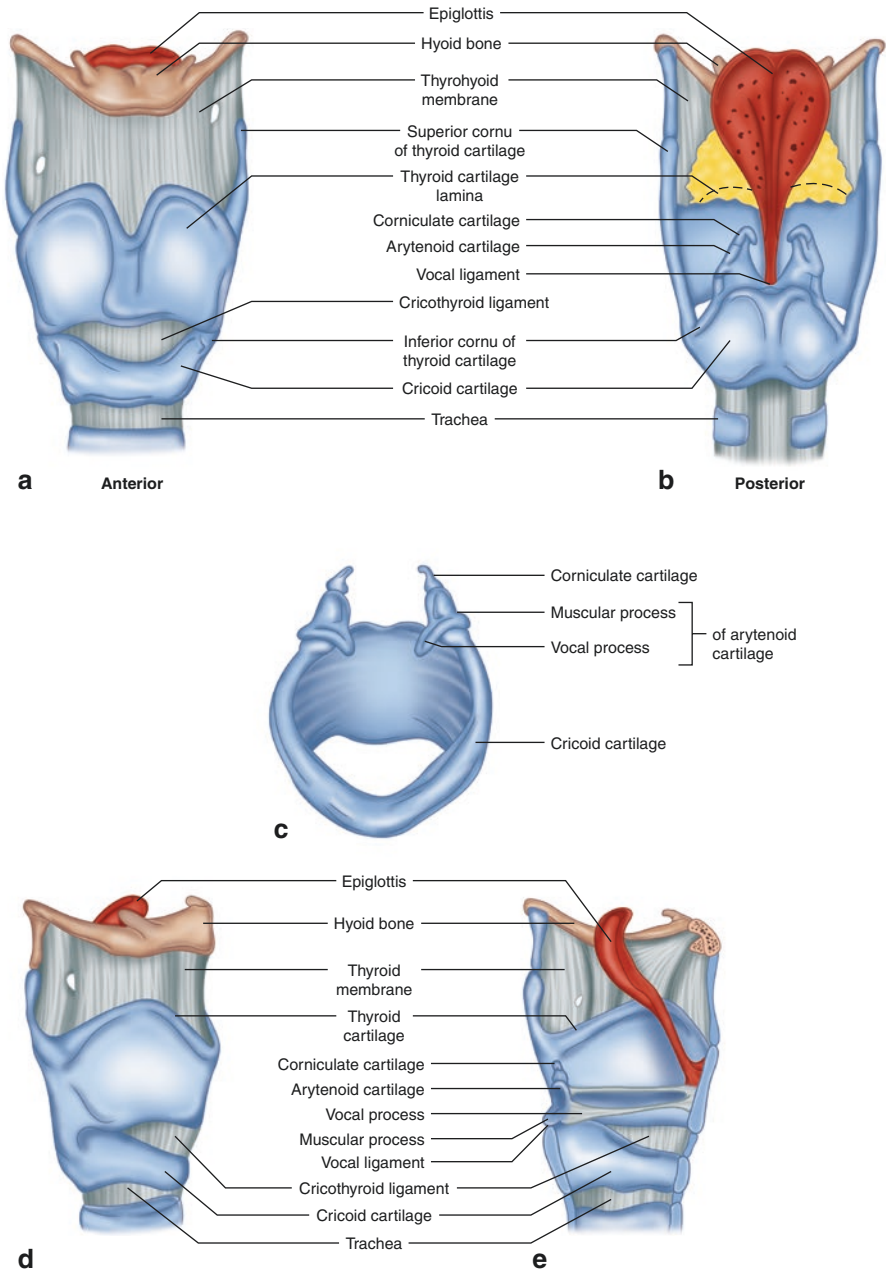 Epiglottis
Hyoid bone
Thyrohyoid
membrane
Superior cornu
of thyroid cartilage
Thyroid cartilage
lamina
Corniculate cartilage
Arytenoid cartilage
Vocal ligament
Cricothyroid ligament
Inferior cornu of
thyroid cartilage
Cricoid cartilage
Trachea
a Anterior
b Posterior
Corniculate cartilage
Muscular process
Vocal process
of arytenoid
cartilage
Cricoid cartilage
c
Epiglottis
Hyoid bone
Thyroid
membrane
Thyroid
cartilage
Corniculate cartilage
Arytenoid cartilage
Vocal process
Muscular process
Vocal ligament
Cricothyroid ligament
Cricoid cartilage
Trachea
d
e